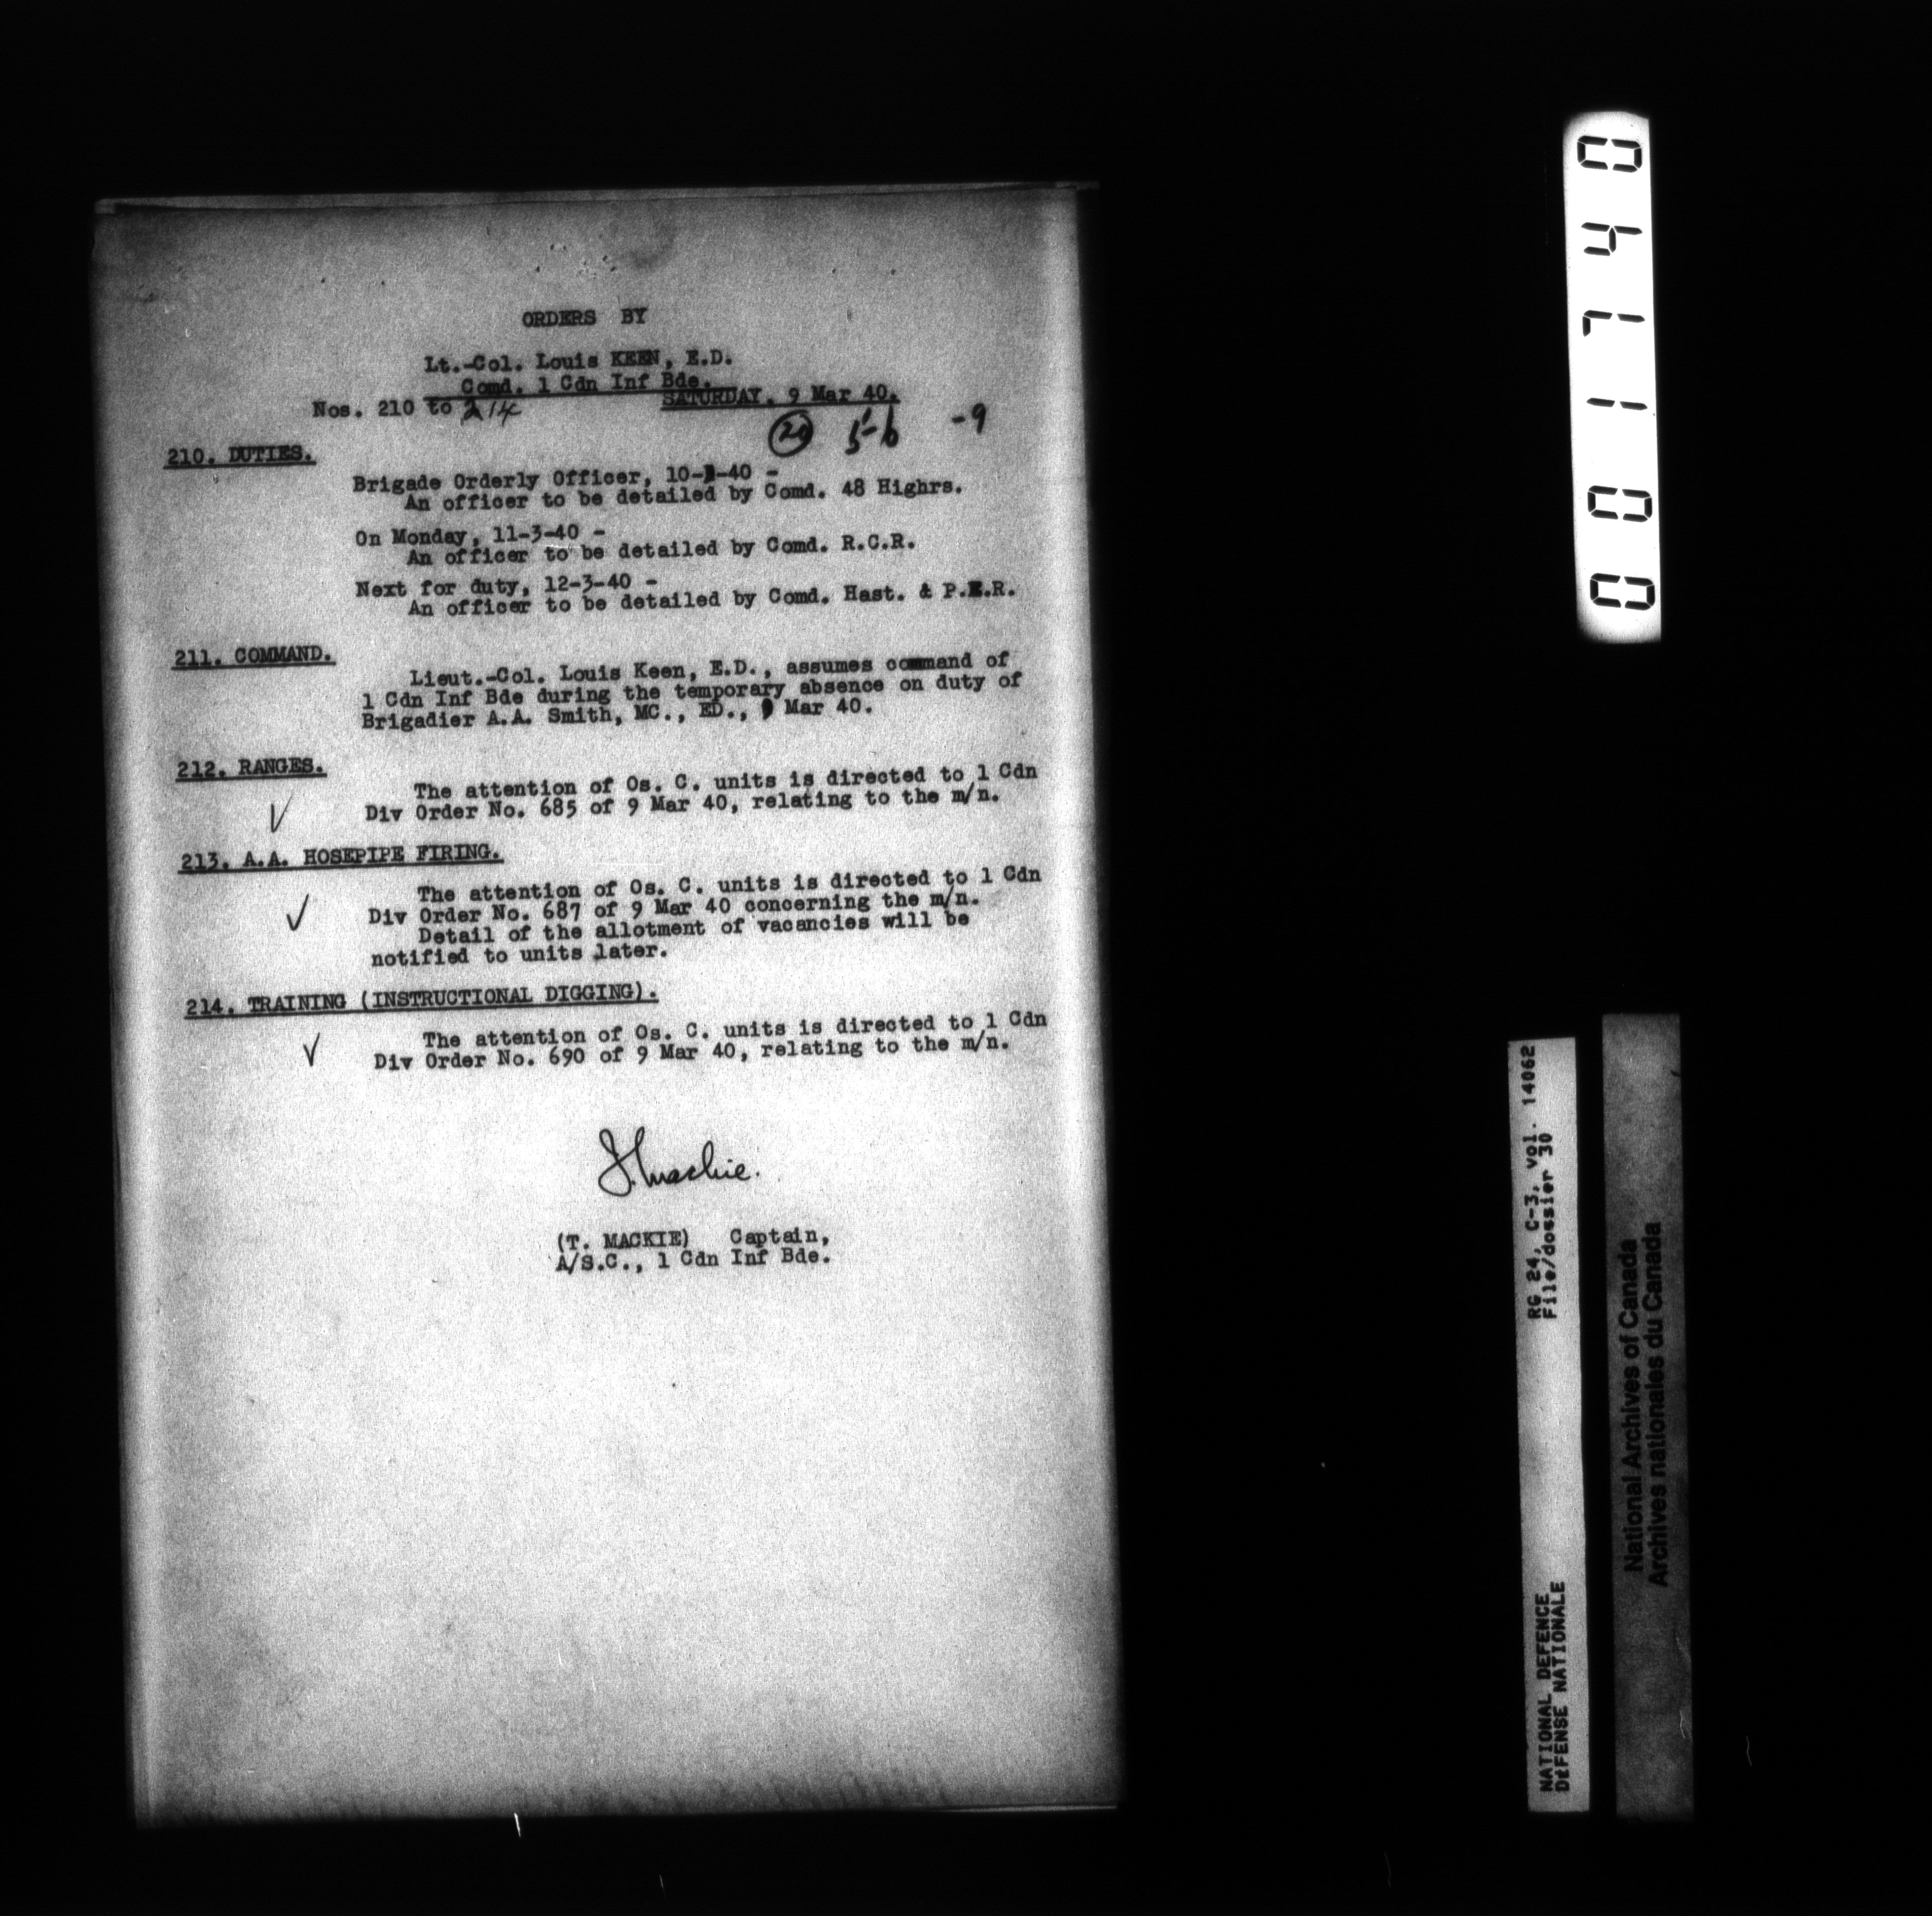 ORDERS BY
Lt.-Col. Louis KEEN, E.D.
Comd. 1 Cdn Inf Bde.
Nos. 210 to 214
SATURDAY, 9 Mar 40.
20 5-6 -9
210. DUTIES.
Brigade Orderly Officer, 10-3-40 -
An officer to be detailed by Comd. 48 Highrs.
On Monday, 11-3-40 -
An officer to be detailed by Comd. R.C.R.
Next for duty, 12-3-40 -
An officer to be detailed by Comd. Hast. & P.E.R.
211. COMMAND.
Lieut.-Col. Louis Keen, E.D., assumes command of
1 Cdn Inf Bde during the temporary absence on duty of
Brigadier A.A. Smith, MC., ED., 9 Mar 40.
212. RANGES.
The attention of Os. C. units is directed to 1 Cdn
Div Order No. 685 of 9 Mar 40, relating to the m/n.
213. A.A. HOSEPIPE FIRING.
The attention of Os. C. units is directed to 1 Cdn
Div Order No. 687 of 9 Mar 40 concerning the m/n.
Detail of the allotment of vacancies will be
notified to units later.
214. TRAINING (INSTRUCTIONAL DIGGING).
The attention of Os. C. units is directed to 1 Cdn
Div Order No. 690 of 9 Mar 40, relating to the m/n.
T. Mackie.
(T. MACKIE) Captain,
A/S.C., 1 Cdn Inf Bde.
001740
RG 24, C-3, vol. 14062
File/dossier 30
NATIONAL DEFENCE
DÉFENSE NATIONALE
National Archives of Canada
Archives nationales du Canada